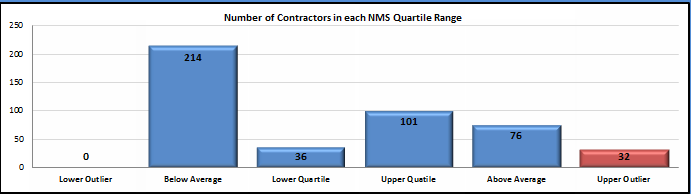 Number of Contractors in each NMS Quartile Range
250
200
150
100
50
0
0
214
36
101
76
32
Lower Outlier
Below Average
Lower Quartile
Upper Quatile
Above Average
Upper Outlier